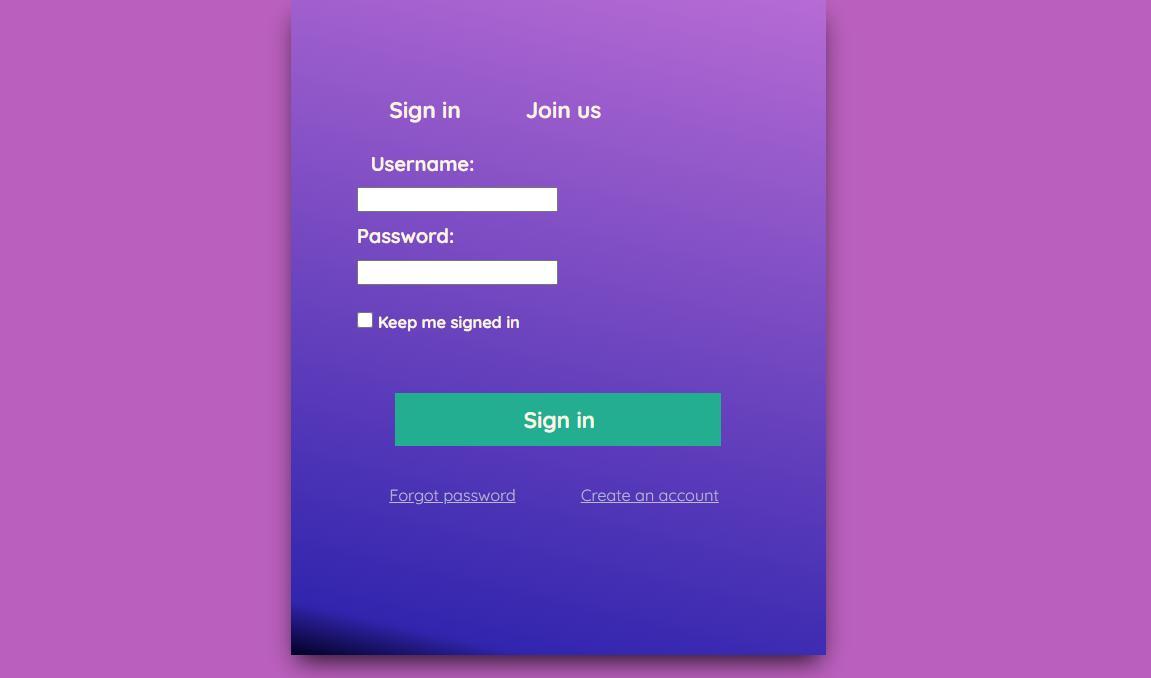 Sign in Join us
Username:
Password:
Keep me signed in
Sign in
Forgot password Create an account